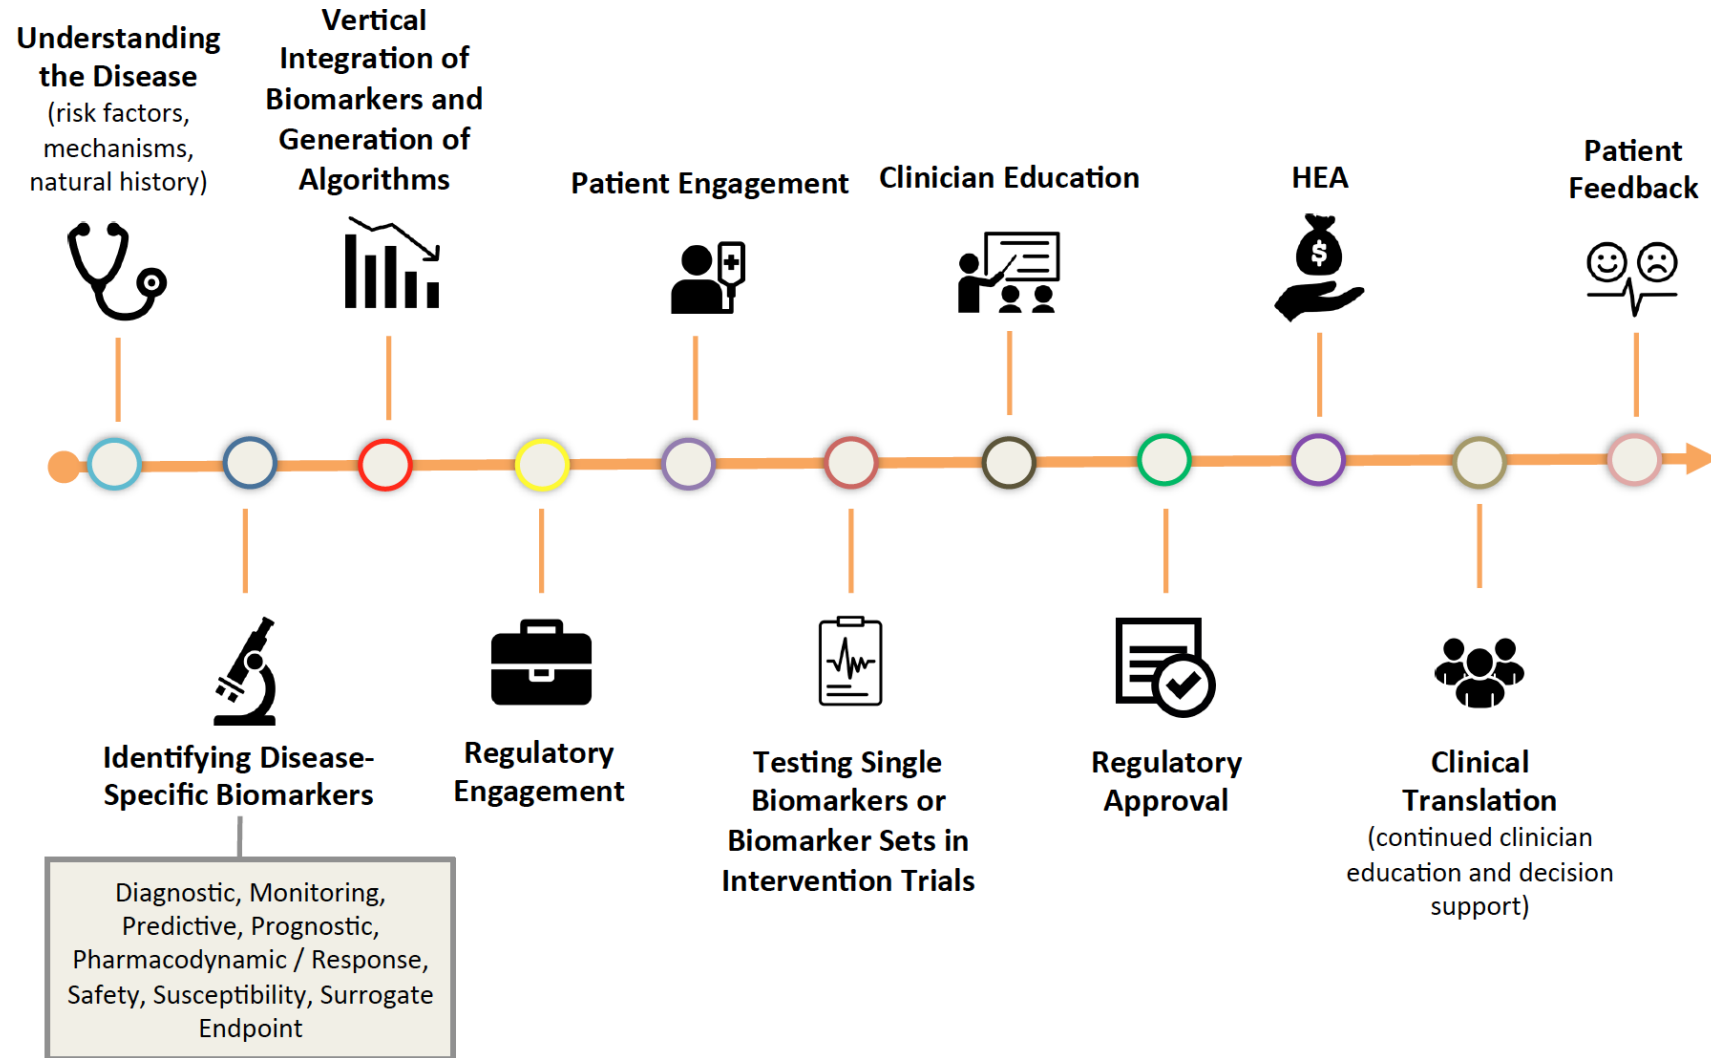 Understanding
the Disease
(risk factors,
mechanisms,
natural history)
Vertical
Integration of
Biomarkers and
Generation of
Algorithms
Patient Engagement
Clinician Education
HEA
$
Patient
Feedback
Identifying Disease-
Specific Biomarkers
Diagnostic, Monitoring,
Predictive, Prognostic,
Pharmacodynamic / Response,
Safety, Susceptibility, Surrogate
Endpoint
Regulatory
Engagement
Testing Single
Biomarkers or
Biomarker Sets in
Intervention Trials
Regulatory
Approval
Clinical
Translation
(continued clinician
education and decision
support)